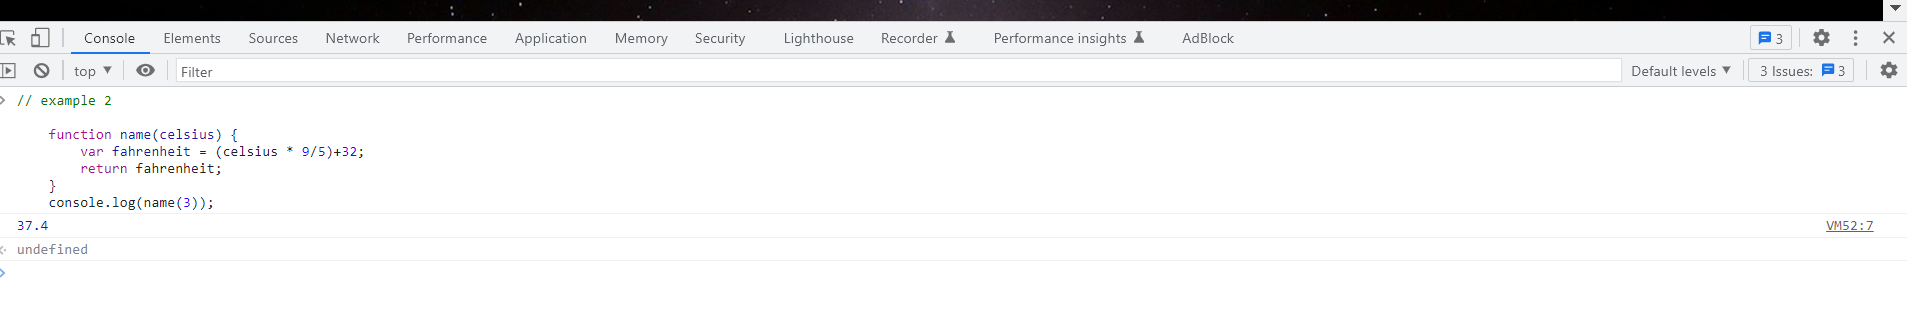 Console Elements Sources Network Performance Application Memory Security Lighthouse Recorder Performance insights AdBlock 3
top Filter Default levels 3 Issues: 3
// example 2
function name(celsius) {
var fahrenheit = (celsius * 9/5)+32;
return fahrenheit;
}
console.log(name(3));
37.4 VM52:7
undefined